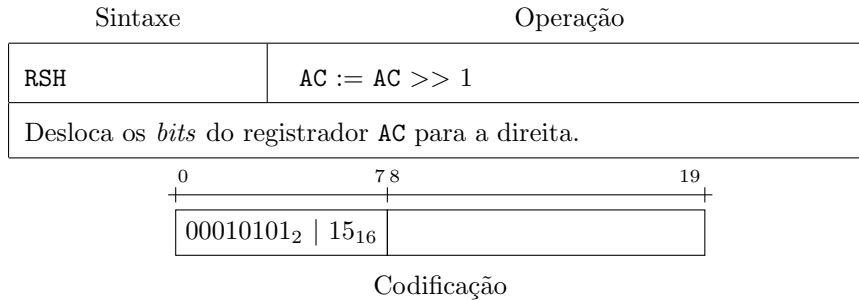 Sintaxe Operação
RSH AC := AC >> 1
Desloca os bits do registrador AC para a direita.
0 7 8 19
00010101₂ | 15₁₆
Codificação